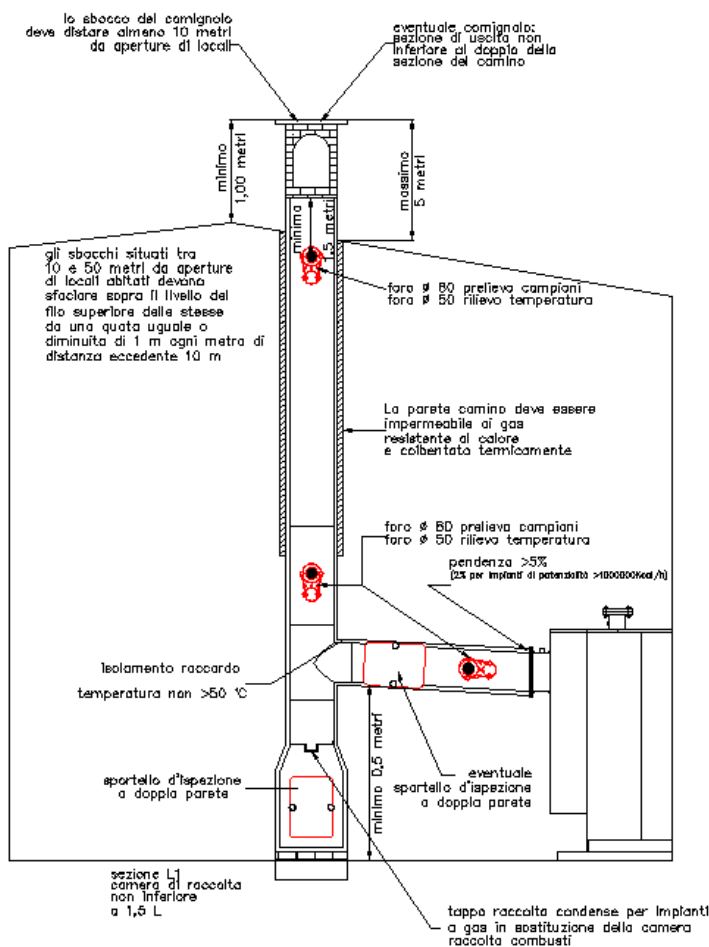 lo sbocco del comignolo
deve distare almeno 10 metri
da aperture di locali
eventuale comignolo:
sezione di uscita non
inferiore al doppio della
sezione del camino
minimo
1,00 metri
massimo
5 metri
minima
1,5 metri
gli sbocchi situati tra
10 e 50 metri da aperture
di locali abitati devono
sfociare sopra il livello del
filo superiore delle stesse
da una quota uguale o
diminuita di 1 m ogni metro di
distanza eccedente 10 m
foro ø 80 prelievo campioni
foro ø 50 rilievo temperatura
La parete camino deve essere
impermeabile ai gas
resistente al calore
e coibentata termicamente
foro ø 80 prelievo campioni
foro ø 50 rilievo temperatura
pendenza >5%
(2% per impianti di potenzialità >1000000Kcal/h)
Isolamento raccordo
temperatura non >50 °C
minimo 0,5 metri
sportello d'ispezione
a doppia parete
eventuale
sportello d'ispezione
a doppia parete
sezione L1
camera di raccolta
non inferiore
a 1,5 L
tappo raccolta condense per impianti
a gas in sostituzione della camera
raccolta combusti